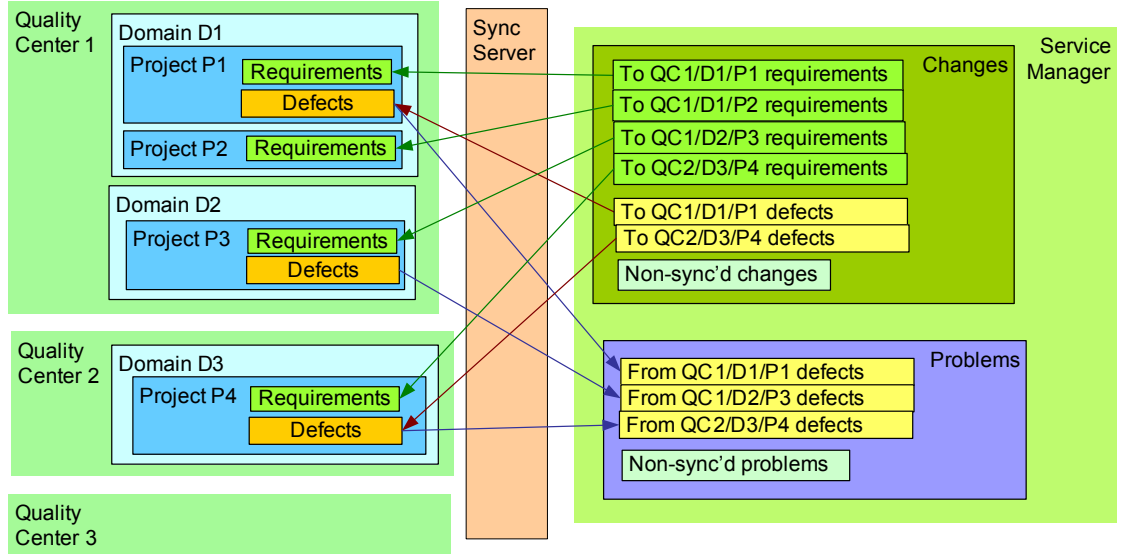 Quality
Center 1
Domain D1
Project P1
Requirements
Defects
Project P2
Requirements
Domain D2
Project P3
Requirements
Defects
Quality
Center 2
Domain D3
Project P4
Requirements
Defects
Quality
Center 3
Sync
Server
Service
Manager
Changes
To QC1/D1/P1 requirements
To QC1/D1/P2 requirements
To QC1/D2/P3 requirements
To QC2/D3/P4 requirements
To QC1/D1/P1 defects
To QC2/D3/P4 defects
Non-sync'd changes
Problems
From QC1/D1/P1 defects
From QC1/D2/P3 defects
From QC2/D3/P4 defects
Non-sync'd problems